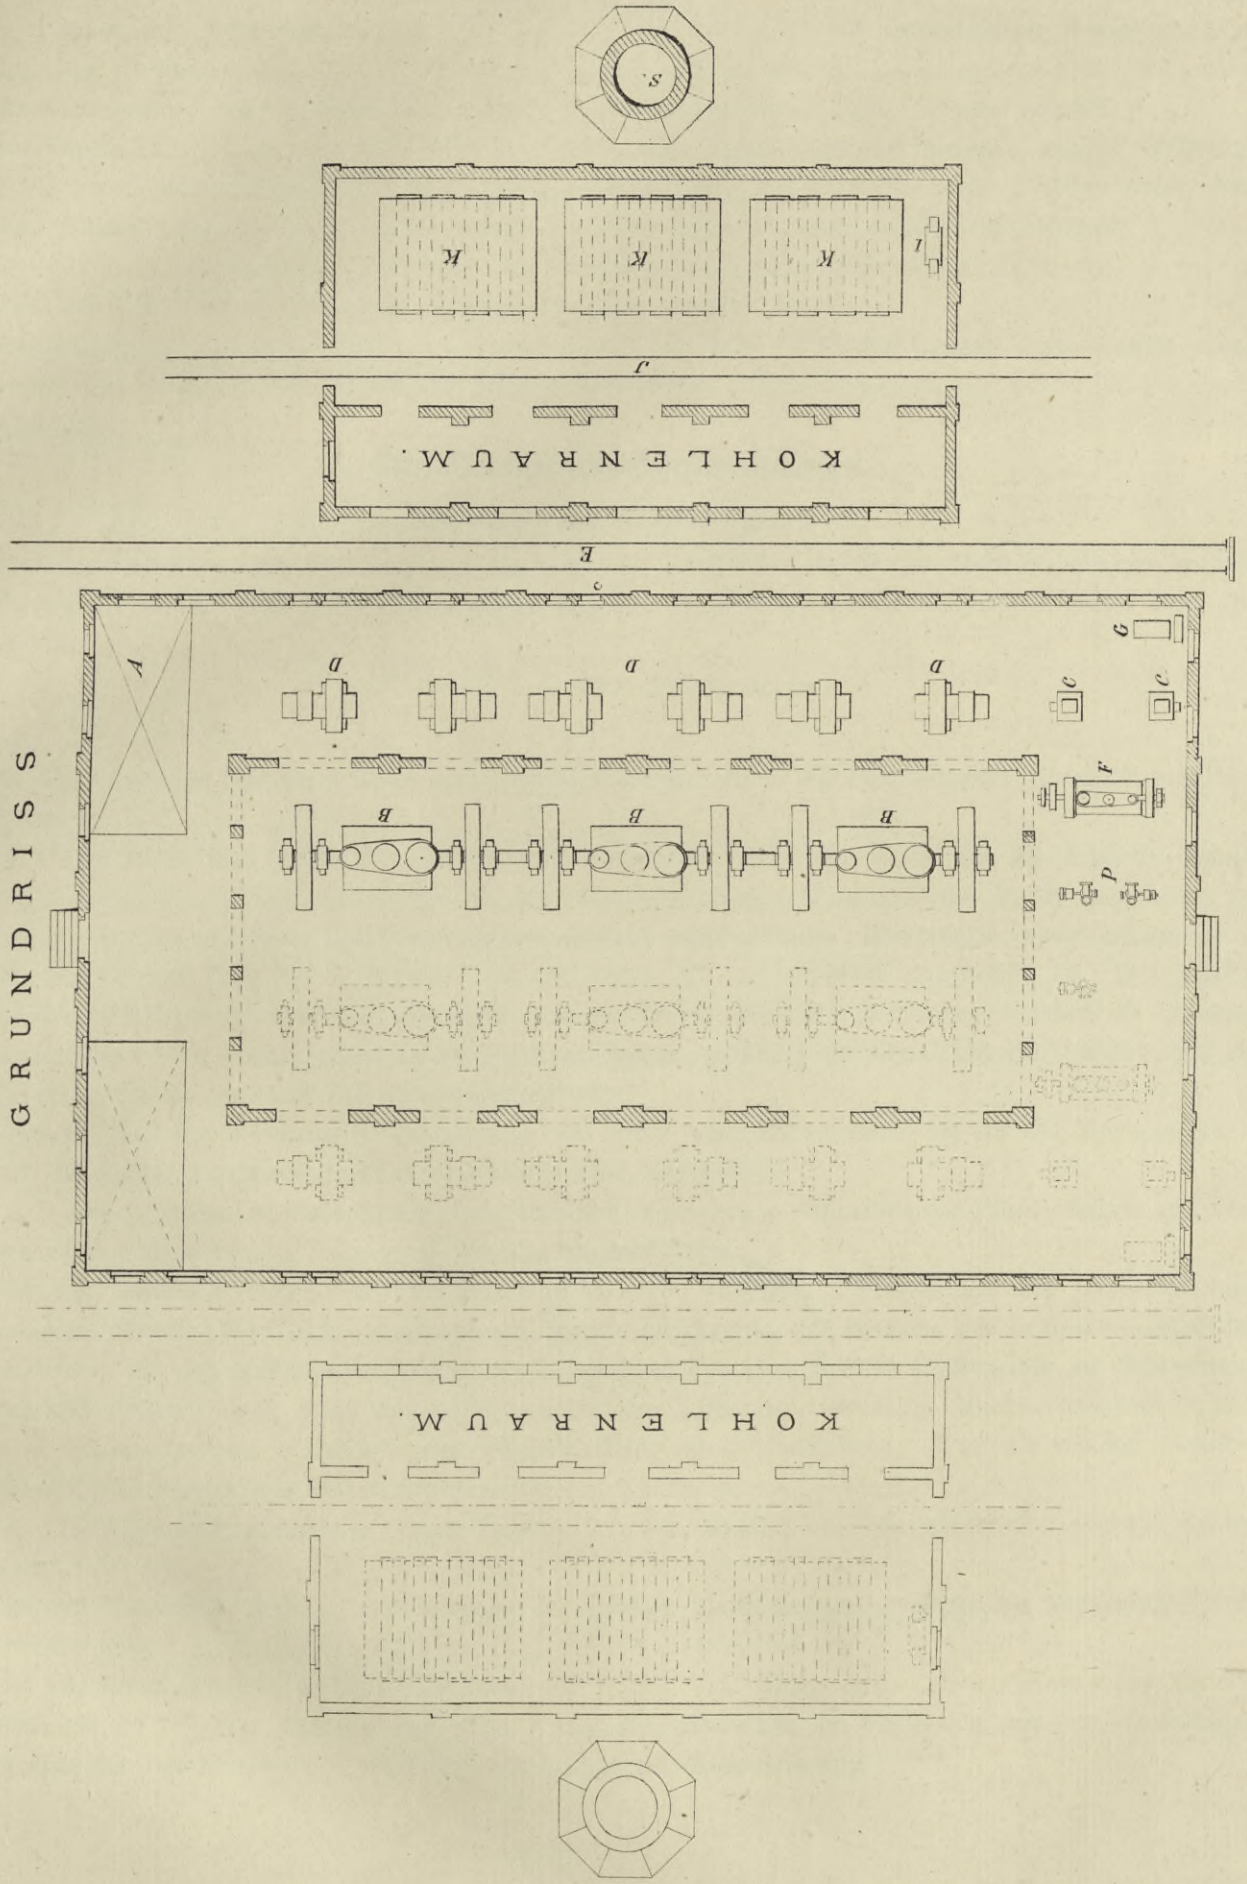 GRUNDRISS
S.
K K K I
J
KOHLENRAUM.
E
G
A D D D C C
F
B B B
P
KOHLENRAUM.